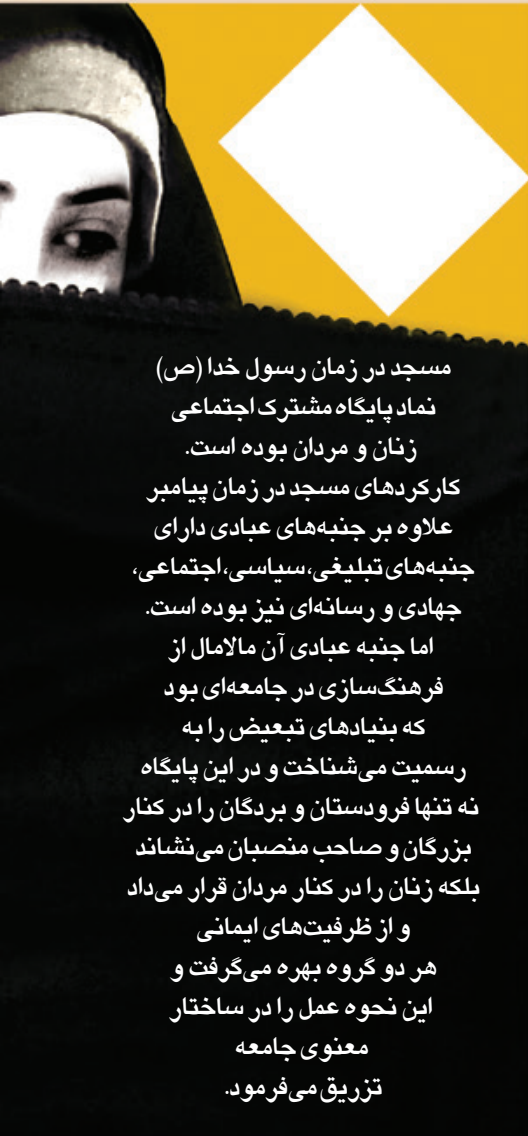 مسجد در زمان رسول خدا (ص)
نماد پایگاه مشترک اجتماعی
زنان و مردان بوده است.
کارکردهای مسجد در زمان پیامبر
علاوه بر جنبه‌های عبادی دارای
جنبه‌های تبلیغی،سیاسی،اجتماعی،
جهادی و رسانه‌ای نیز بوده است.
اما جنبه عبادی آن مالامال از
فرهنگ‌سازی در جامعه‌ای بود
که بنیادهای تبعیض را به
رسمیت می‌شناخت و در این پایگاه
نه تنها فرودستان و بردگان را در کنار
بزرگان و صاحب منصبان می‌نشاند
بلکه زنان را در کنار مردان قرار می‌داد
و از ظرفیت‌های ایمانی
هر دو گروه بهره می‌گرفت و
این نحوه عمل را در ساختار
معنوی جامعه
تزریق می‌فرمود.